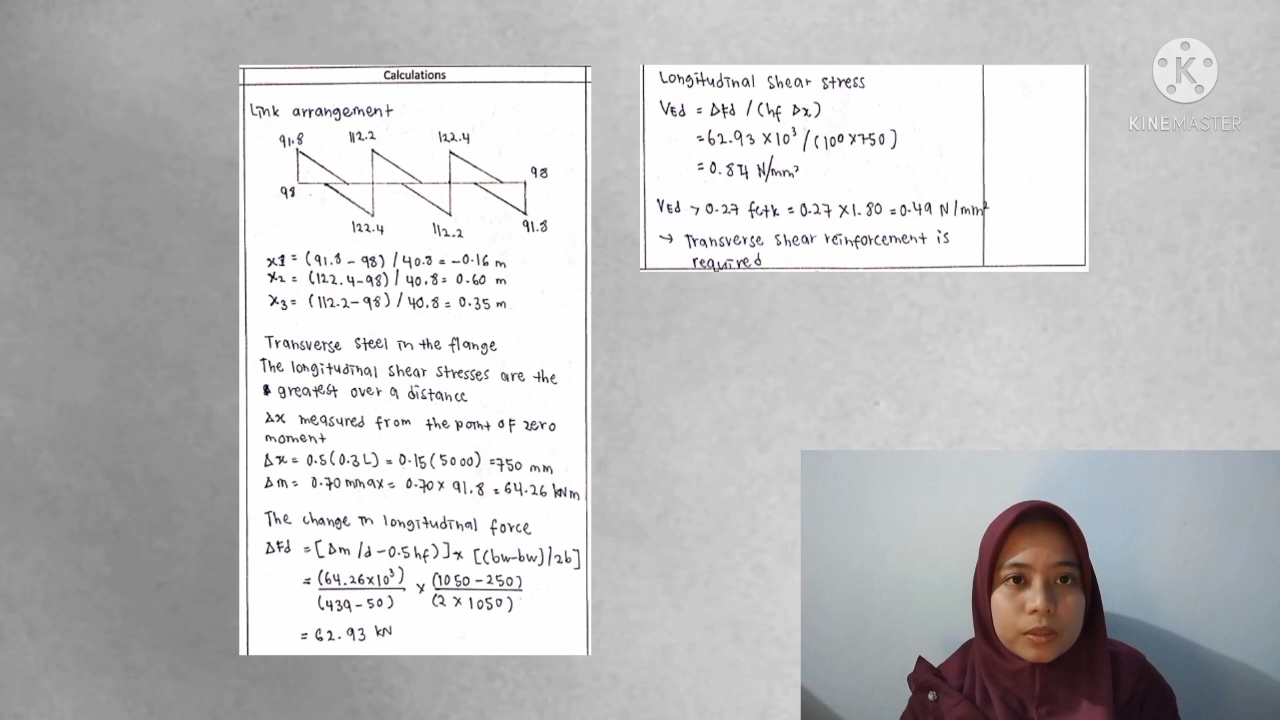 Calculations
Link arrangement
91.8 112.2 122.4
98 98
122.4 112.2 91.8
x1 = (91.8 - 98) / 40.8 = -0.16 m
x2 = (122.4 - 98) / 40.8 = 0.60 m
x3 = (112.2 - 98) / 40.8 = 0.35 m
Transverse steel in the flange
The longitudinal shear stresses are the
greatest over a distance
Δx measured from the point of zero
moment
Δx = 0.5(0.3L) = 0.15(5000) = 750 mm
Δm = 0.70 mmax = 0.70 x 91.8 = 64.26 kNm
The change in longitudinal force
ΔFd = [Δm /d - 0.5hf)] x [(bw-bw)/2b]
= (64.26x10³) / (439 - 50) x (1050 - 250) / (2 x 1050)
= 62.93 kN
Longitudinal shear stress
VEd = ΔFd / (hf Δx)
= 62.93 x10³ / (100 x 750)
= 0.84 N/mm²
VEd > 0.27 fctk = 0.27 x 1.80 = 0.49 N/mm²
→ Transverse shear reinforcement is
required
K
KINEMASTER